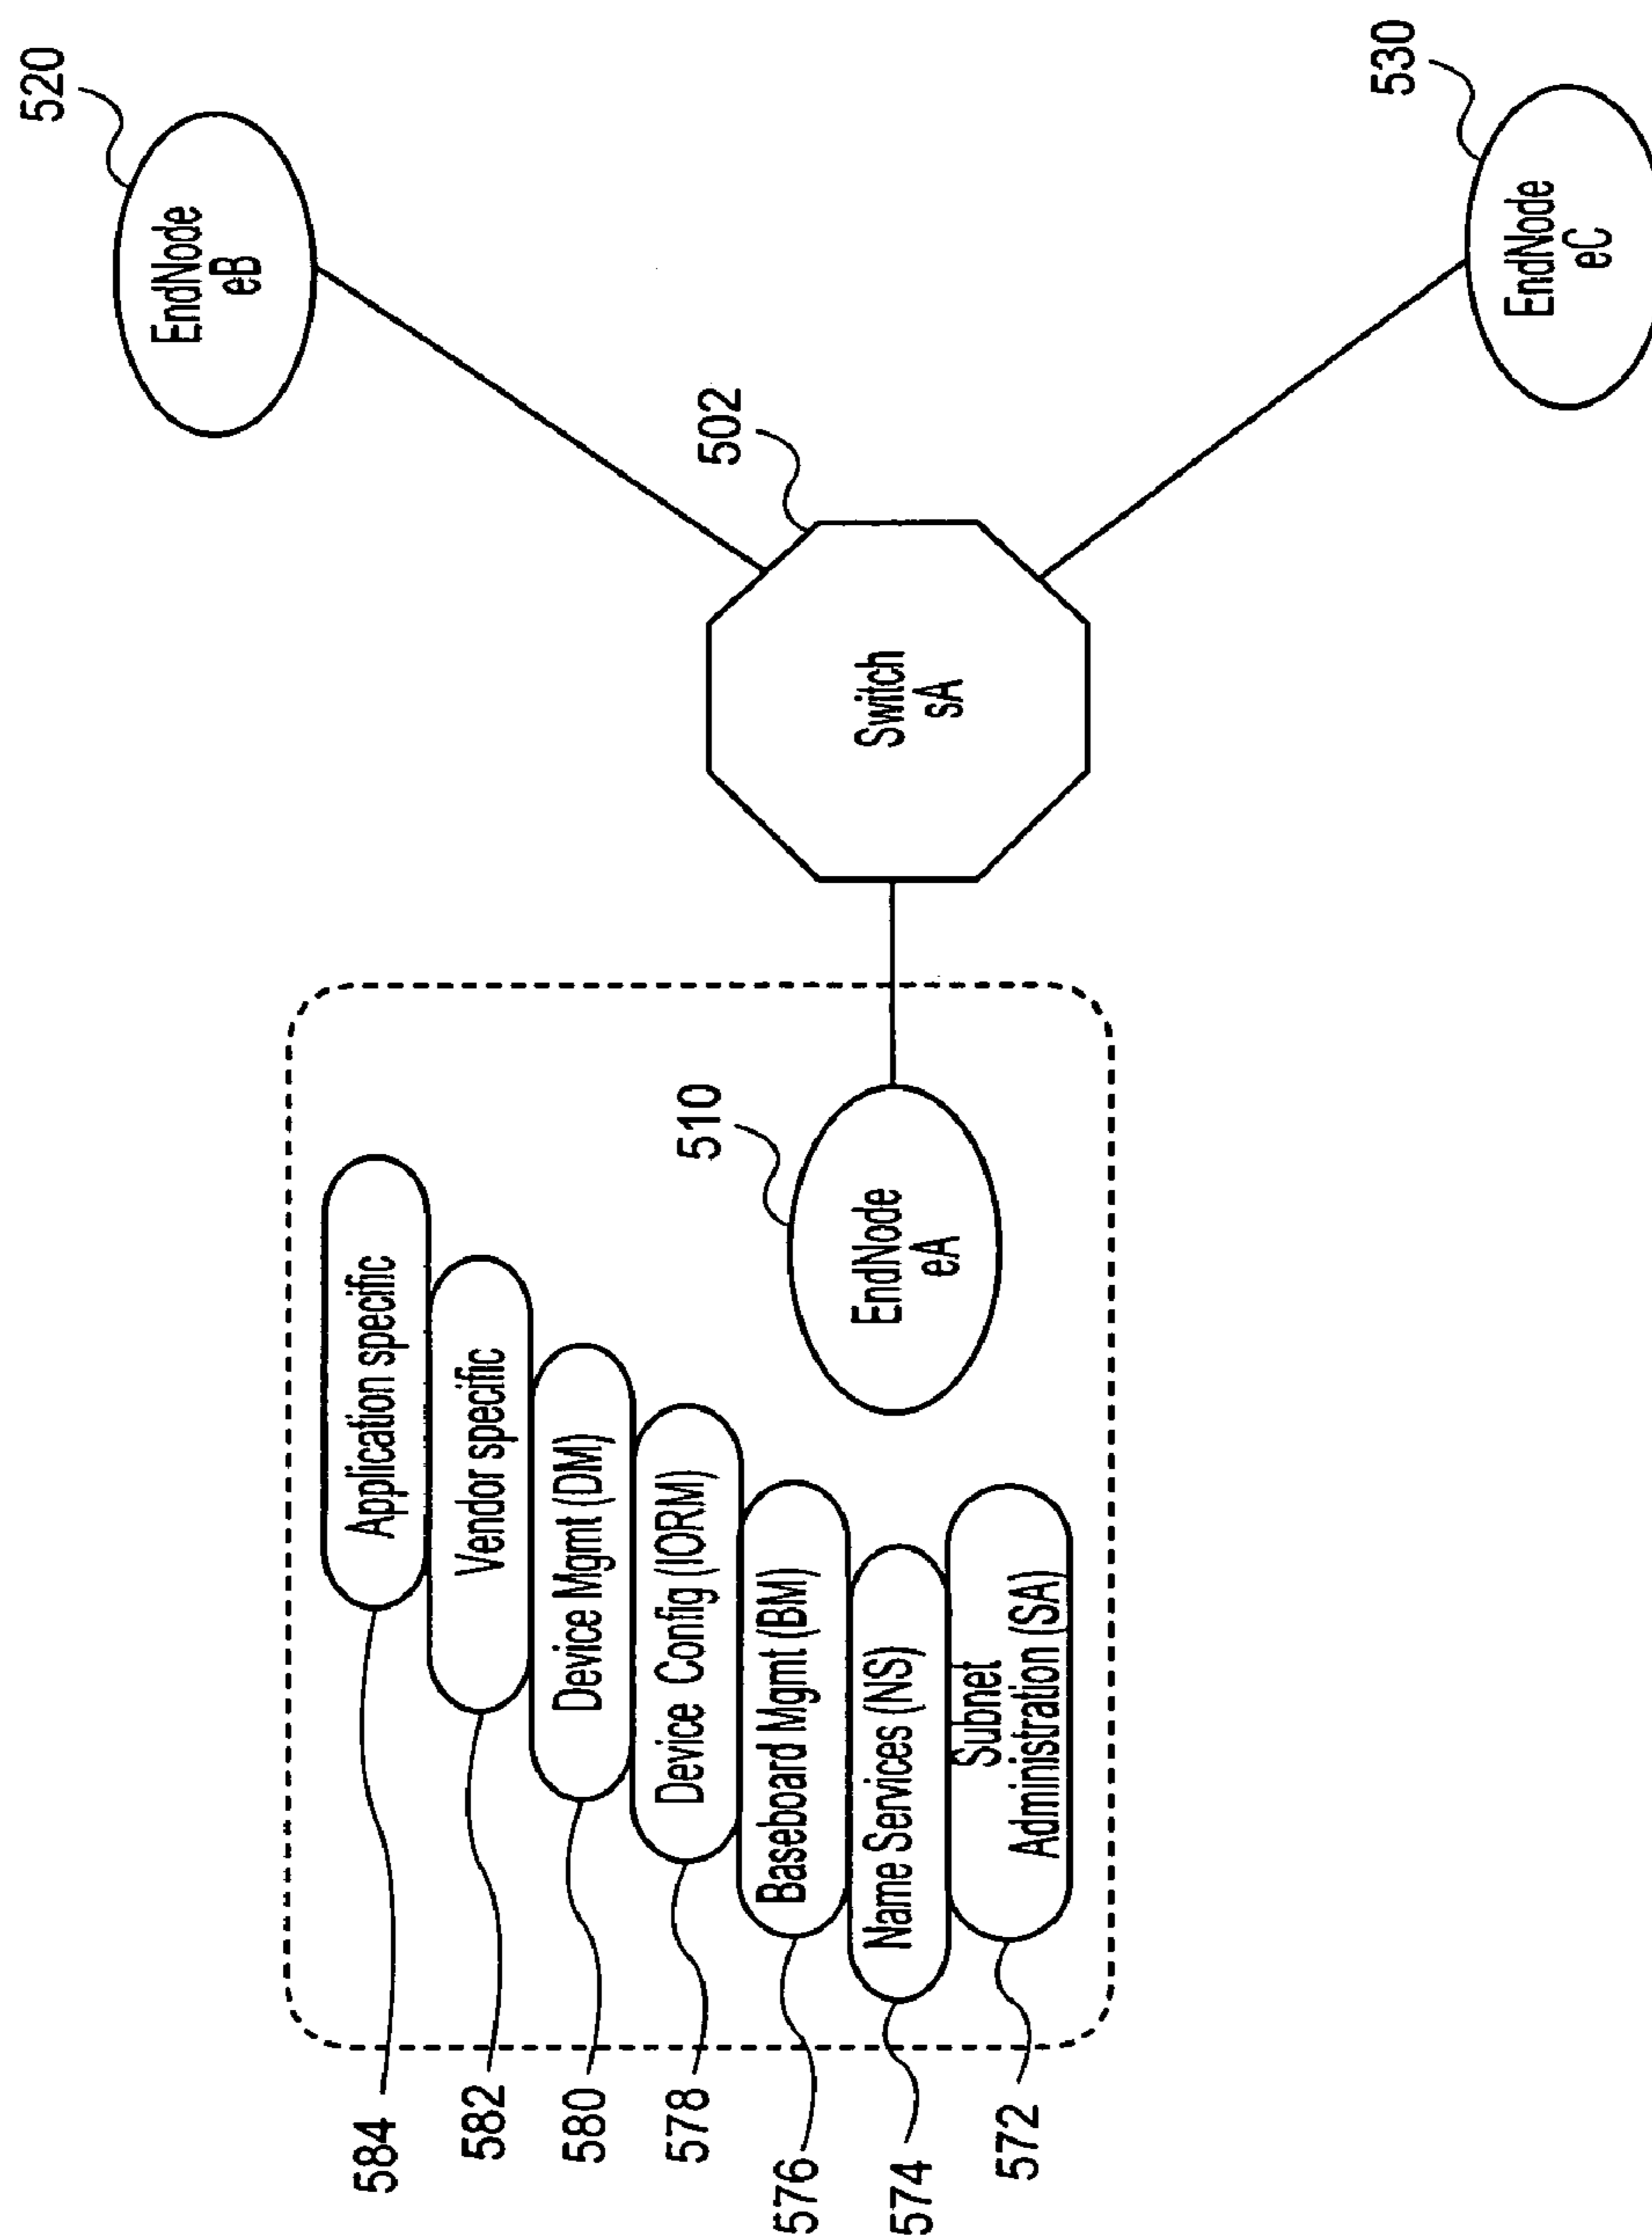 584
Application specific
582
Vendor specific
580
Device Mgmt (DM)
578
Device Config (IORM)
576
Baseboard Mgmt (BM)
574
Name Services (NS)
572
Subnet
Administration (SA)
510
EndNode
eA
502
Switch
sA
520
EndNode
eB
530
EndNode
eC